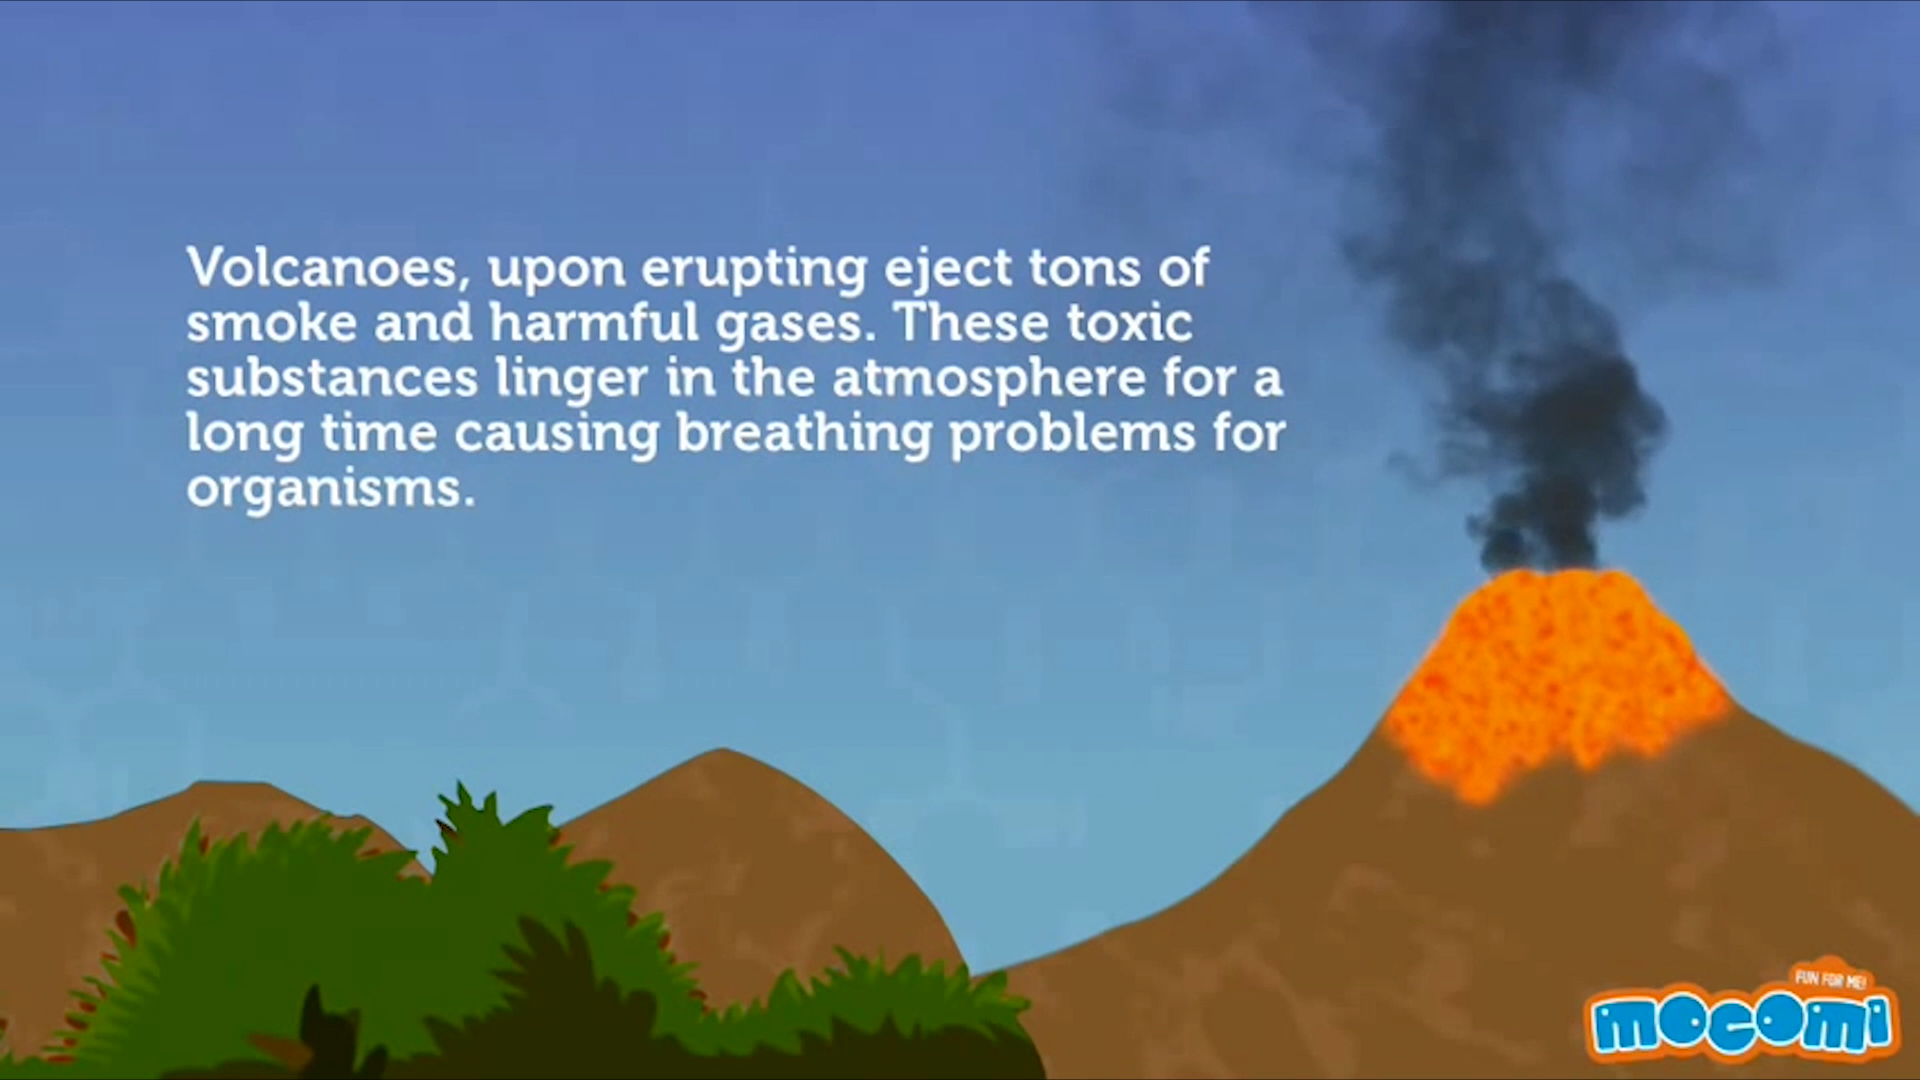 Volcanoes, upon erupting eject tons of
smoke and harmful gases. These toxic
substances linger in the atmosphere for a
long time causing breathing problems for
organisms.
FUN FOR ME!
mocomi